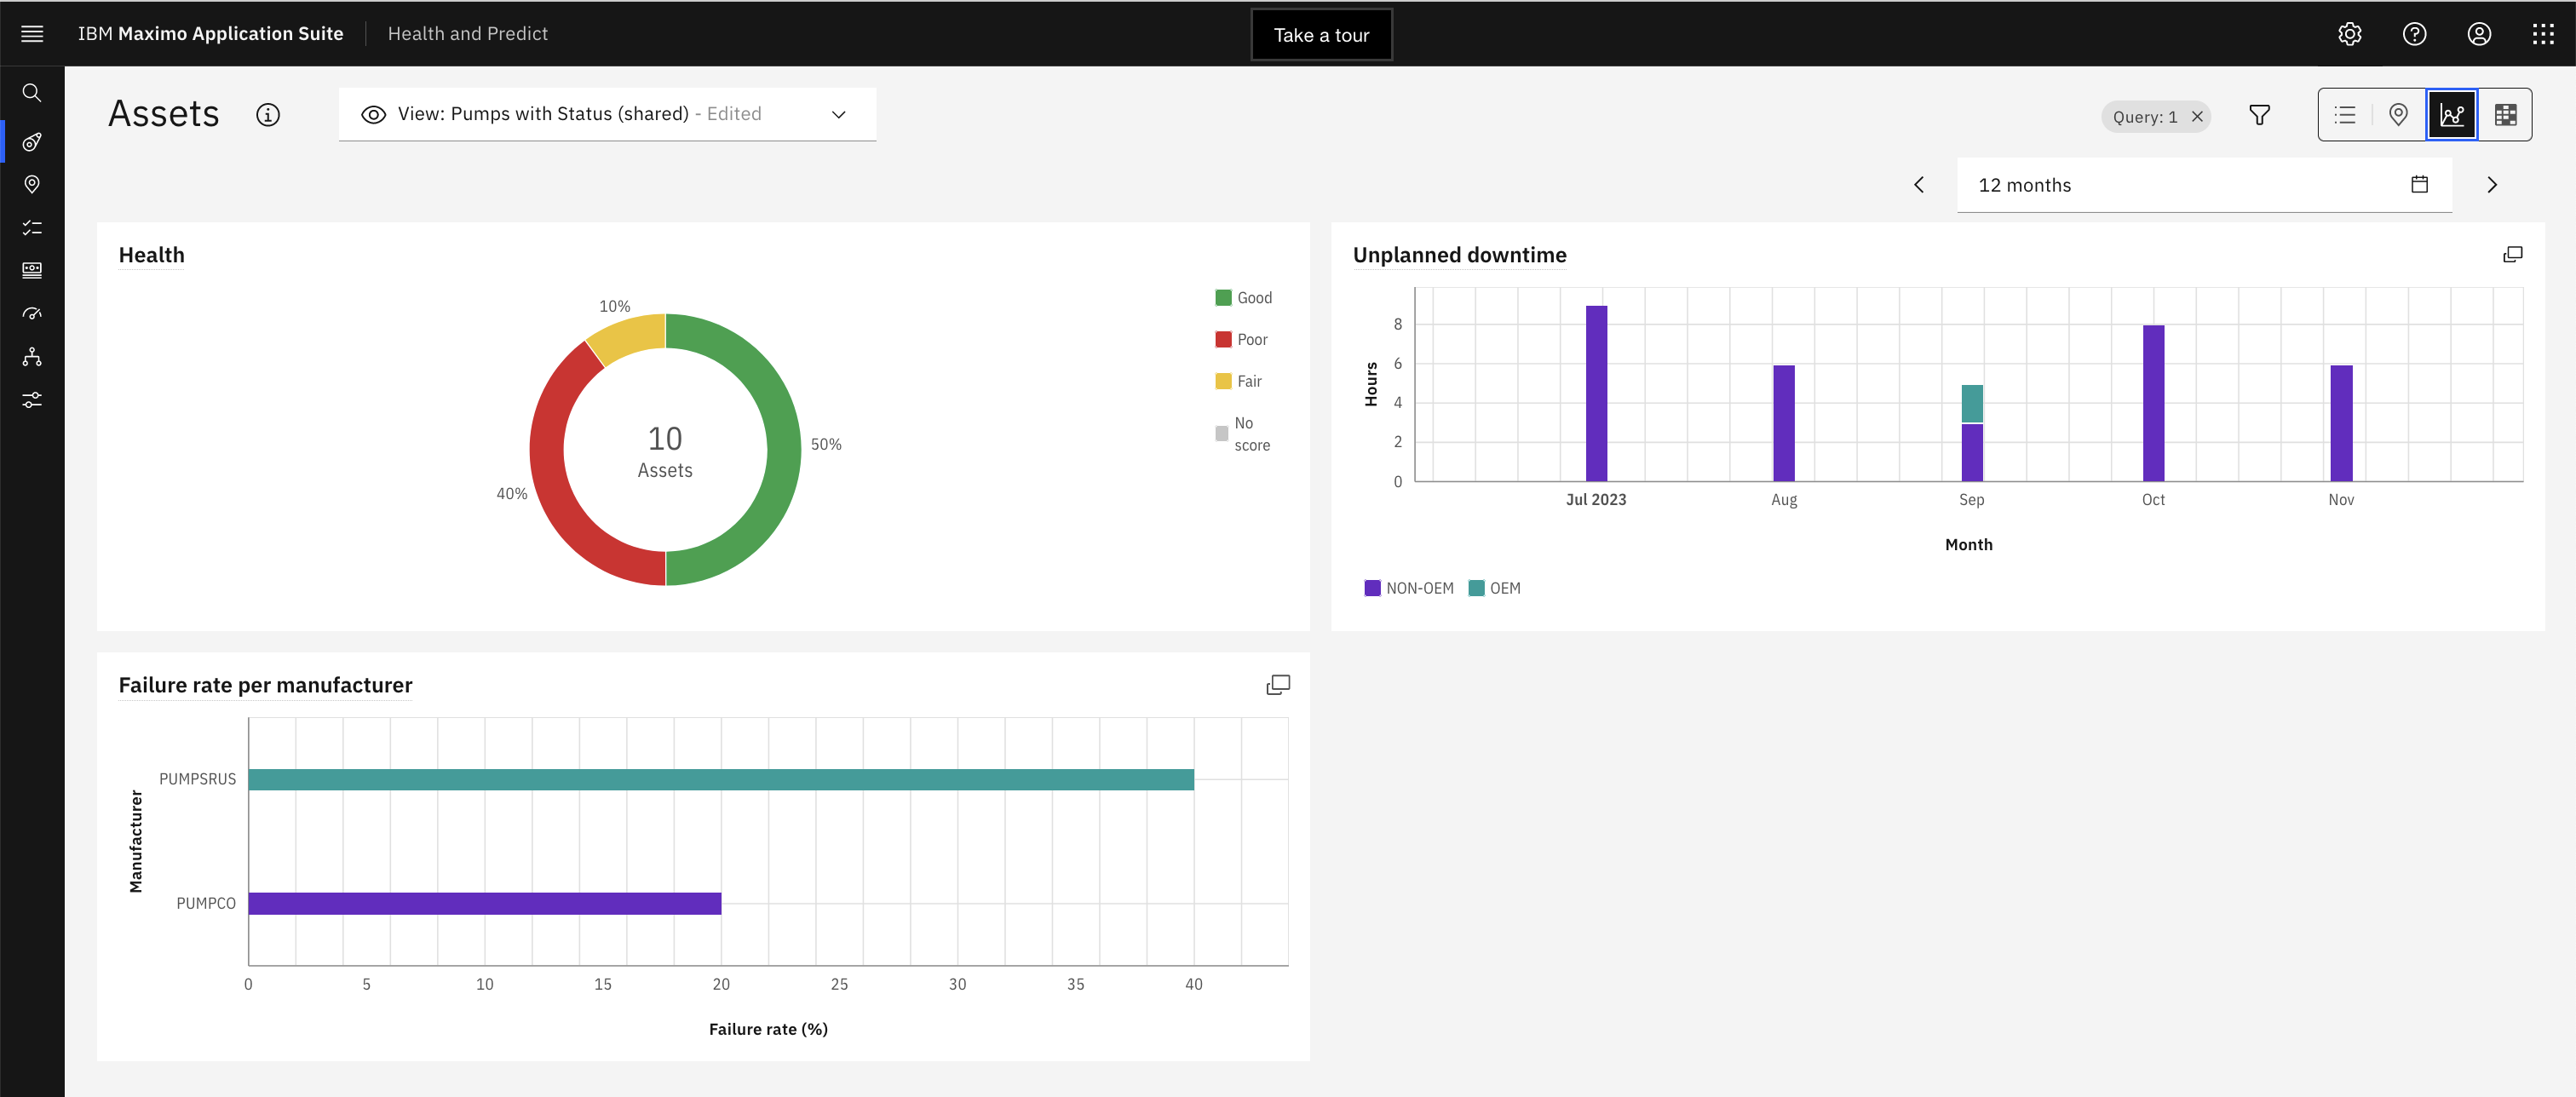 IBM Maximo Application Suite
Health and Predict
Take a tour
Assets
View: Pumps with Status (shared) - Edited
Query: 1
12 months
Health
10%
50%
40%
10
Assets
Good
Poor
Fair
No
score
Unplanned downtime
Hours
8
6
4
2
0
Jul 2023
Aug
Sep
Oct
Nov
Month
NON-OEM
OEM
Failure rate per manufacturer
Manufacturer
PUMPSRUS
PUMPCO
0
5
10
15
20
25
30
35
40
Failure rate (%)